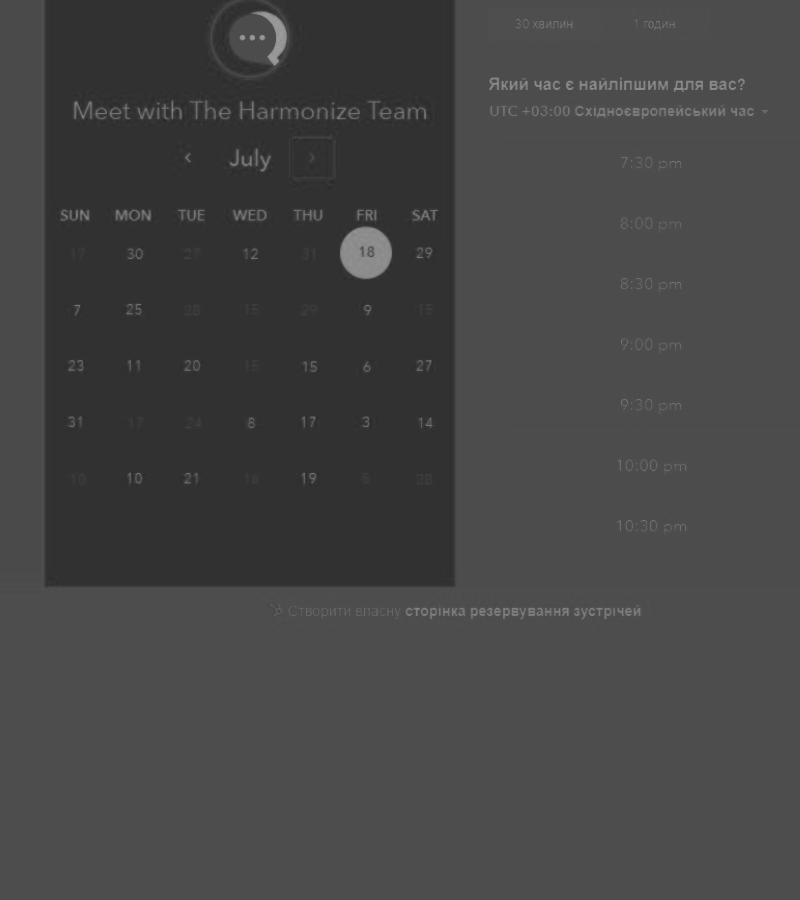 30 хвилин 1 годин
Meet with The Harmonize Team
Який час є найліпшим для вас?
UTC +03:00 Східноєвропейський час
July
SUN MON TUE WED THU FRI SAT
17 30 27 12 31 18 29
7 25 28 15 29 9 15
23 11 20 15 15 6 27
31 17 24 8 17 3 14
10 10 21 16 19 5
7:30 pm
8:00 pm
8:30 pm
9:00 pm
9:30 pm
10:00 pm
10:30 pm
Створити власну сторінка резервування зустрічей